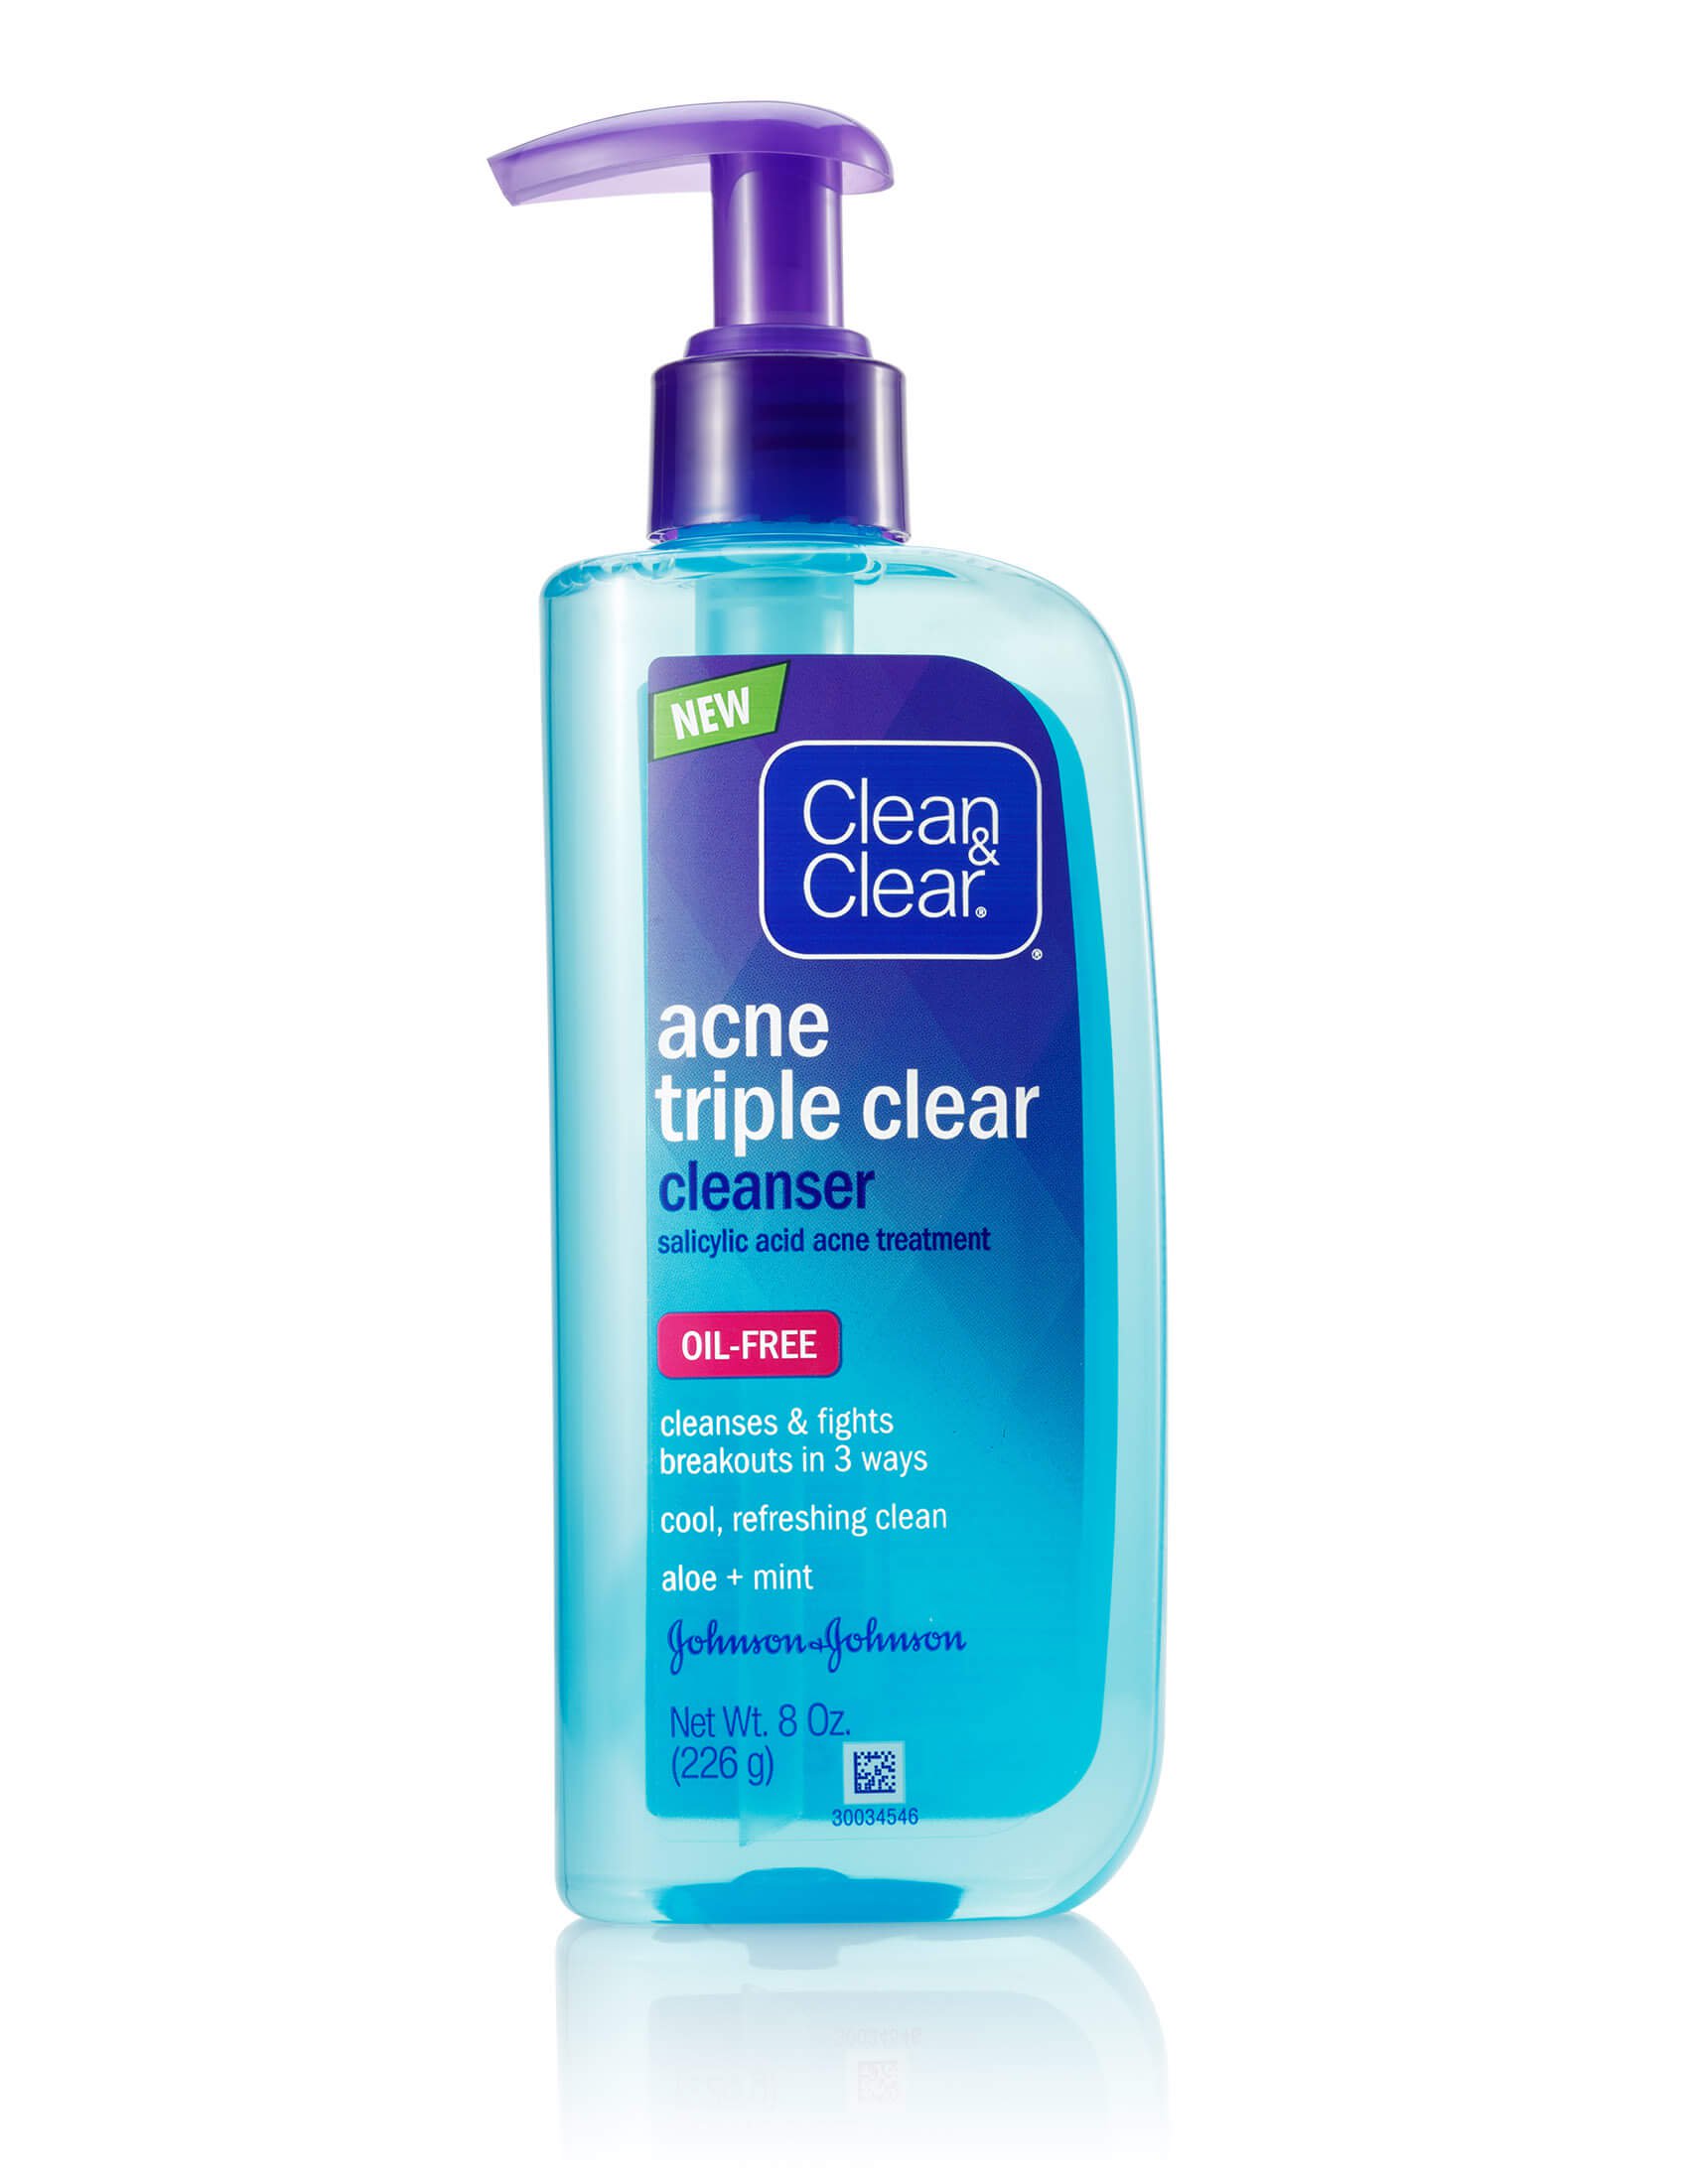 NEW
Clean
&
Clear®
®
acne
triple clear
cleanser
salicylic acid acne treatment
OIL-FREE
cleanses & fights
breakouts in 3 ways
cool, refreshing clean
aloe + mint
Johnson & Johnson
Net Wt. 8 Oz.
(226 g)
30034546